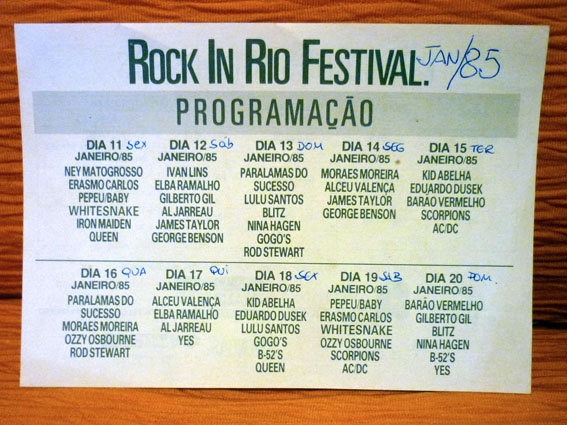 ROCK IN RIO FESTIVAL. JAN/85
PROGRAMAÇÃO
DIA 11 SEX
JANEIRO/85
NEY MATOGROSSO
ERASMO CARLOS
PEPEU/BABY
WHITESNAKE
IRON MAIDEN
QUEEN
DIA 12 SÁB
JANEIRO/85
IVAN LINS
ELBA RAMALHO
GILBERTO GIL
AL JARREAU
JAMES TAYLOR
GEORGE BENSON
DIA 13 DOM
JANEIRO/85
PARALAMAS DO
SUCESSO
LULU SANTOS
BLITZ
NINA HAGEN
GOGO'S
ROD STEWART
DIA 14 SEG
JANEIRO/85
MORAES MOREIRA
ALCEU VALENÇA
JAMES TAYLOR
GEORGE BENSON
DIA 15 TER
JANEIRO/85
KID ABELHA
EDUARDO DUSEK
BARÃO VERMELHO
SCORPIONS
AC/DC
DIA 16 QUA
JANEIRO/85
PARALAMAS DO
SUCESSO
MORAES MOREIRA
OZZY OSBOURNE
ROD STEWART
DIA 17 QUI
JANEIRO/85
ALCEU VALENÇA
ELBA RAMALHO
AL JARREAU
YES
DIA 18 SEX
JANEIRO/85
KID ABELHA
EDUARDO DUSEK
LULU SANTOS
GOGO'S
B-52'S
QUEEN
DIA 19 SÁB
JANEIRO/85
PEPEU/BABY
ERASMO CARLOS
WHITESNAKE
OZZY OSBOURNE
SCORPIONS
AC/DC
DIA 20 DOM.
JANEIRO/85
BARÃO VERMELHO
GILBERTO GIL
BLITZ
NINA HAGEN
B-52'S
YES